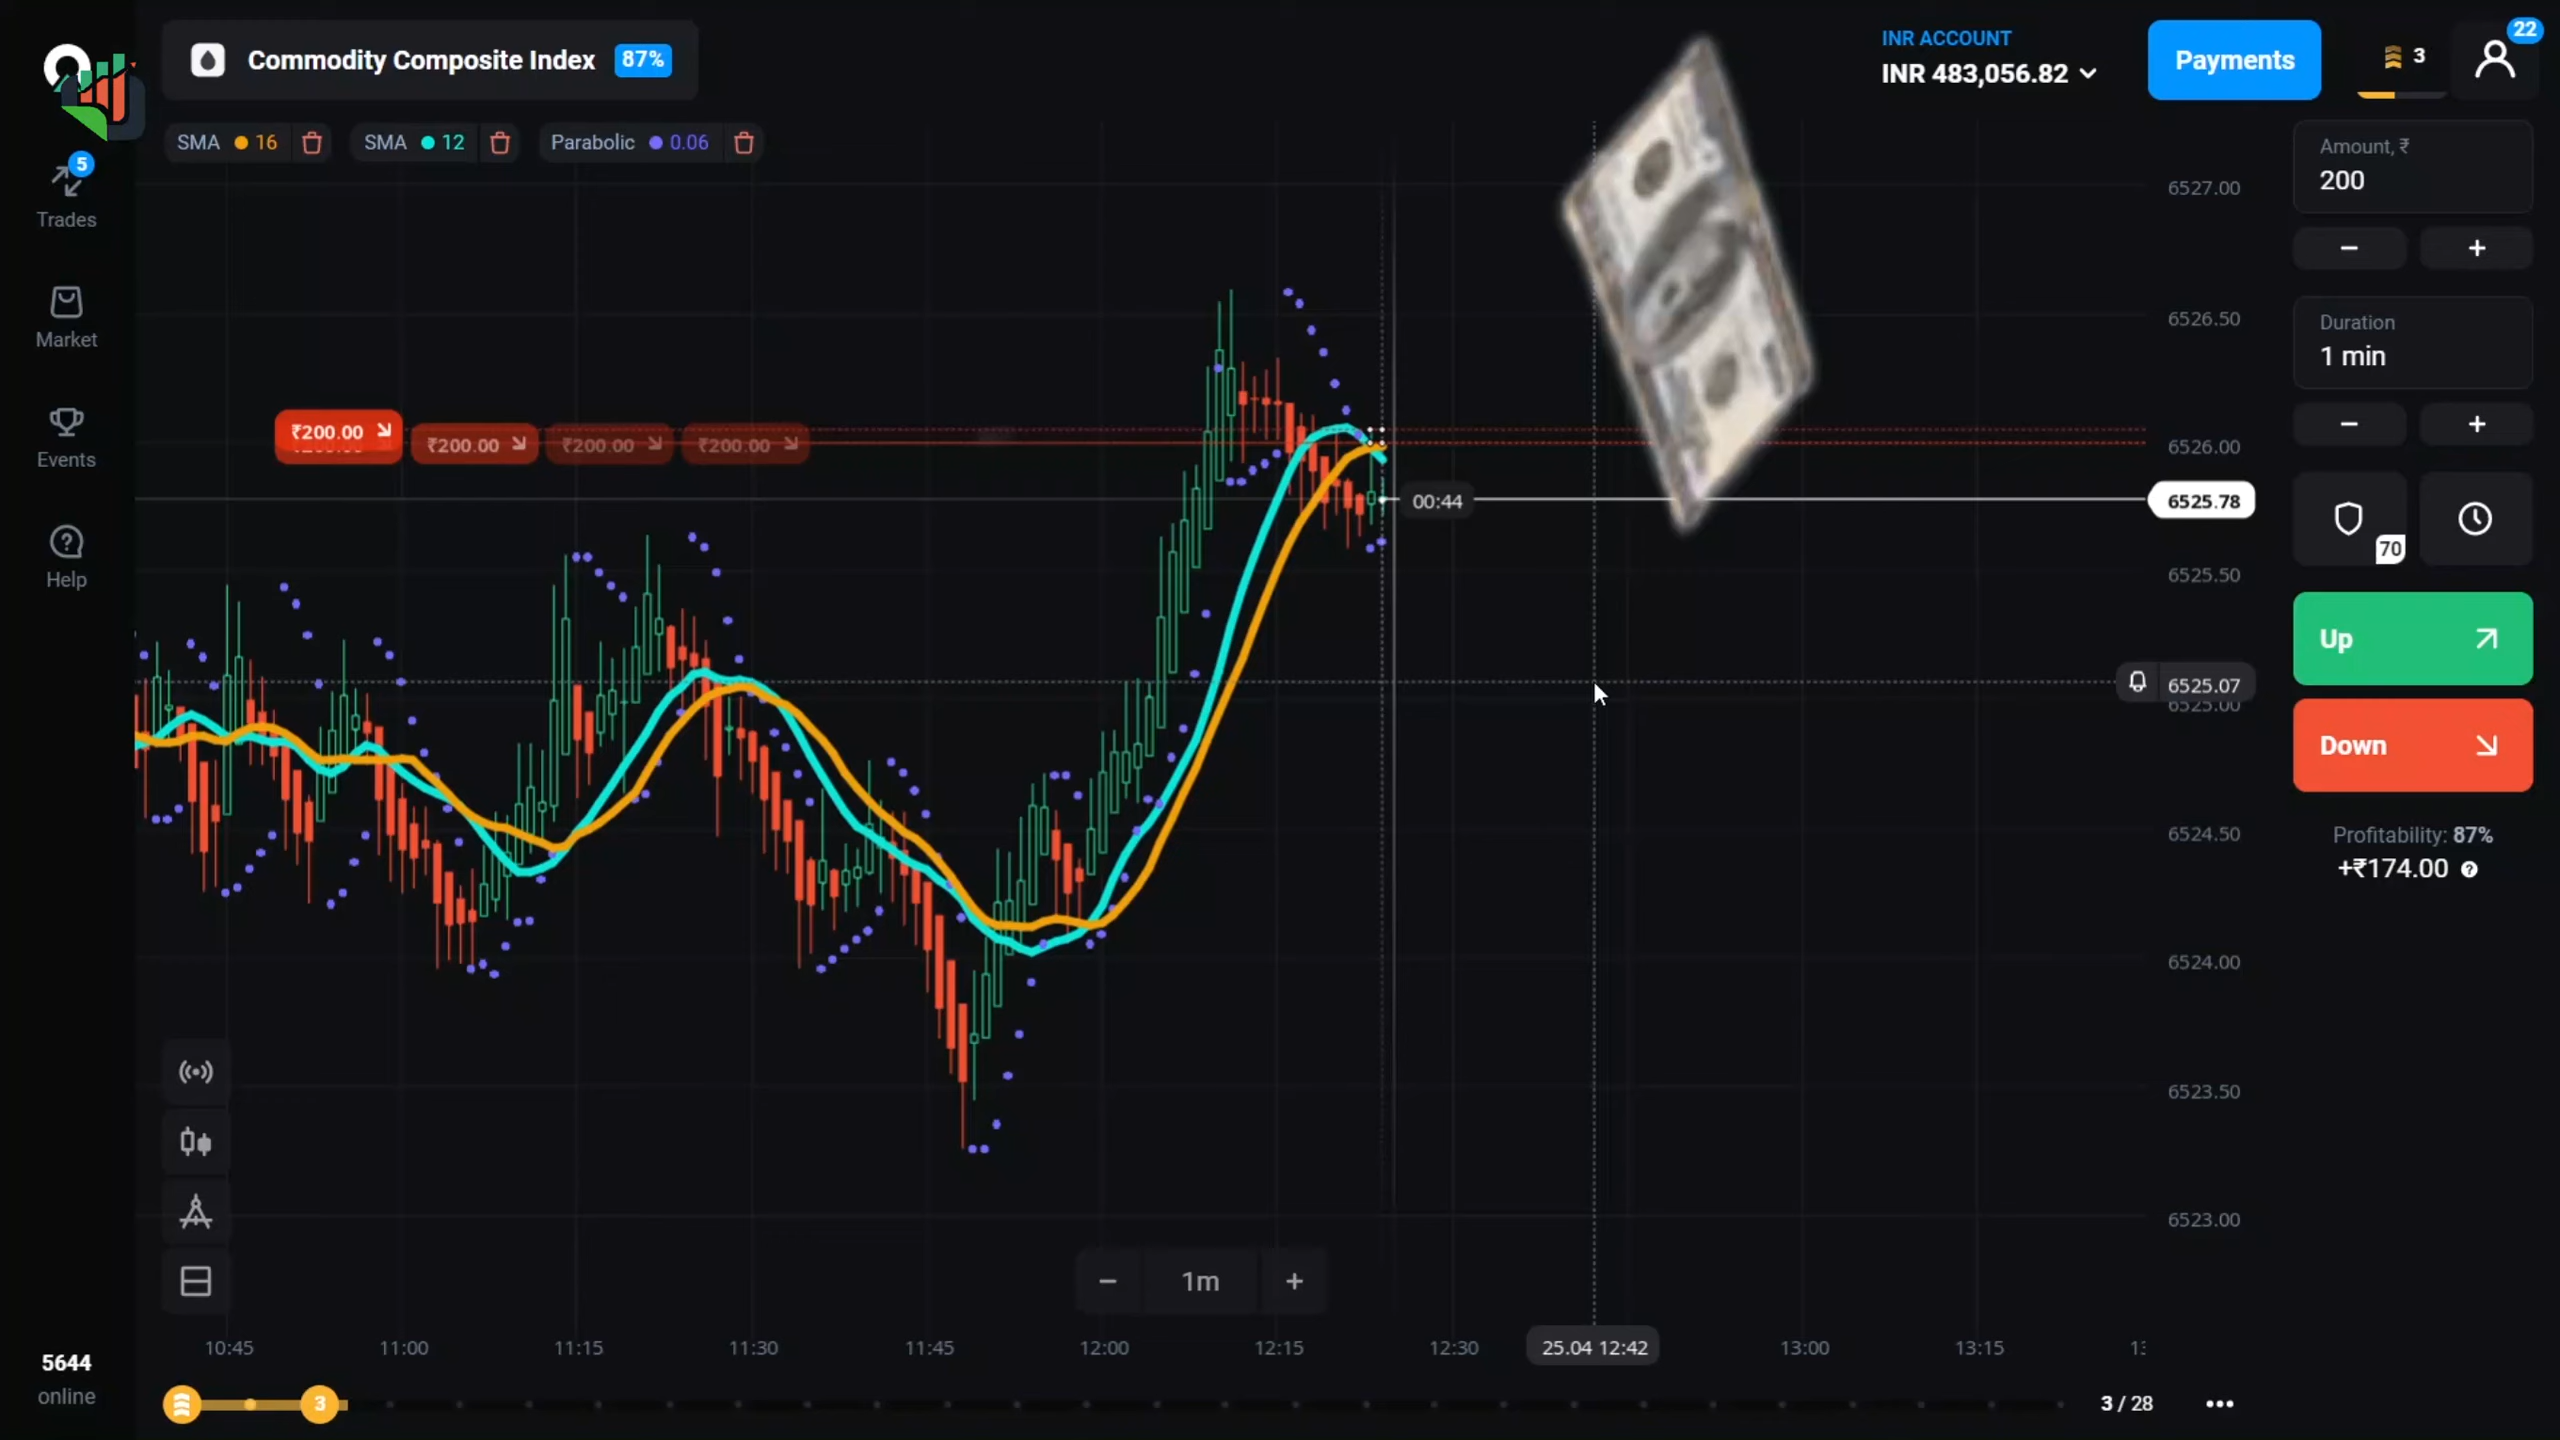 Commodity Composite Index 87%
INR ACCOUNT
INR 483,056.82
Payments
3
22
SMA 16
SMA 12
Parabolic 0.06
5
Trades
Market
Events
Help
₹200.00
₹200.00
₹200.00
₹200.00
00:44
6527.00
6526.50
6526.00
6525.78
6525.50
6525.07
6525.00
6524.50
6524.00
6523.50
6523.00
Amount, ₹
200
Duration
1 min
70
Up
Down
Profitability: 87%
+₹174.00
1m
10:45
11:00
11:15
11:30
11:45
12:00
12:15
12:30
25.04 12:42
13:00
13:15
5644
online
3
3 / 28